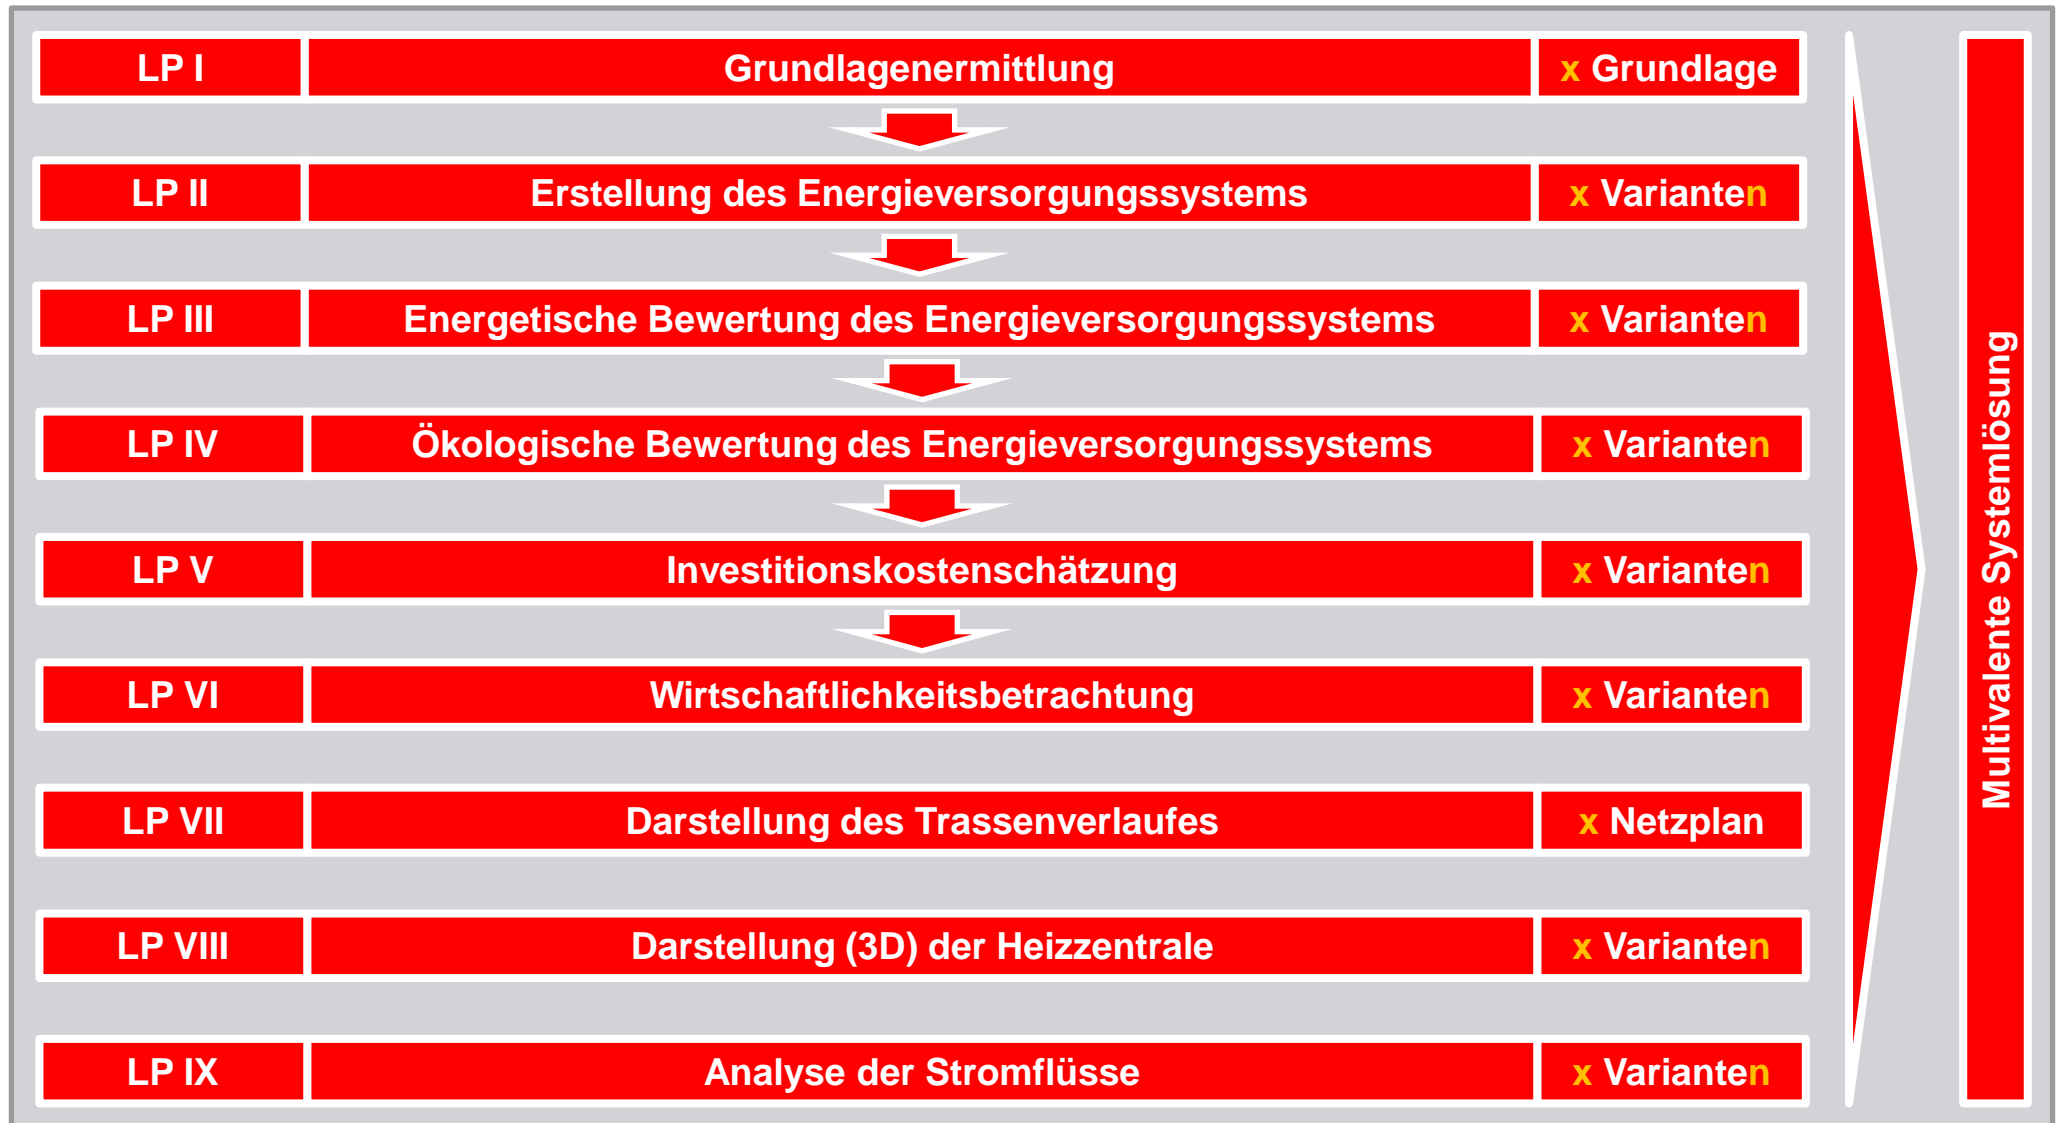 LP I Grundlagenermittlung x Grundlage
LP II Erstellung des Energieversorgungssystems x Varianten
LP III Energetische Bewertung des Energieversorgungssystems x Varianten
LP IV Ökologische Bewertung des Energieversorgungssystems x Varianten
LP V Investitionskostenschätzung x Varianten
LP VI Wirtschaftlichkeitsbetrachtung x Varianten
LP VII Darstellung des Trassenverlaufes x Netzplan
LP VIII Darstellung (3D) der Heizzentrale x Varianten
LP IX Analyse der Stromflüsse x Varianten
Multivalente Systemlösung